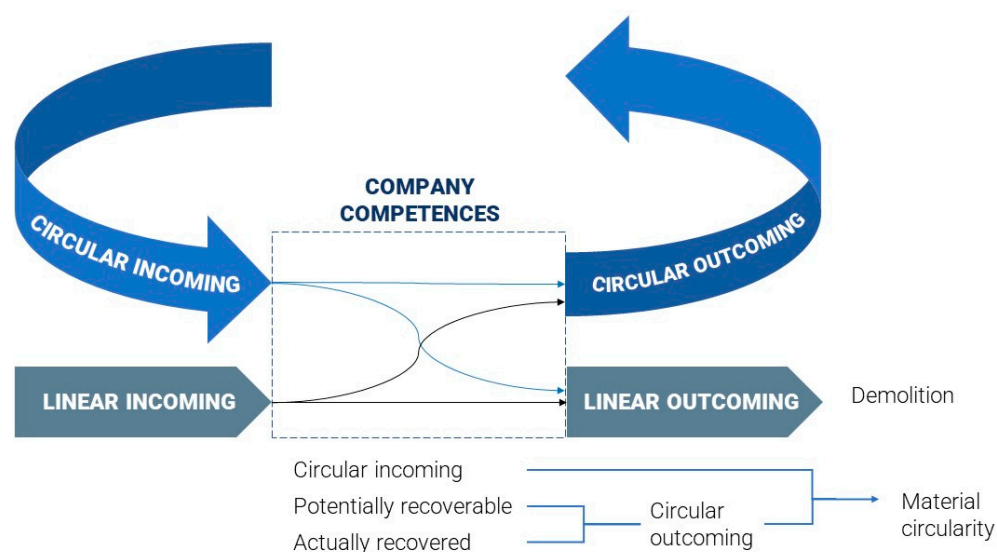 COMPANY
COMPETENCES
CIRCULAR INCOMING
CIRCULAR OUTCOMING
LINEAR INCOMING
LINEAR OUTCOMING
Demolition
Circular incoming
Potentially recoverable
Actually recovered
Circular
outcoming
Material
circularity